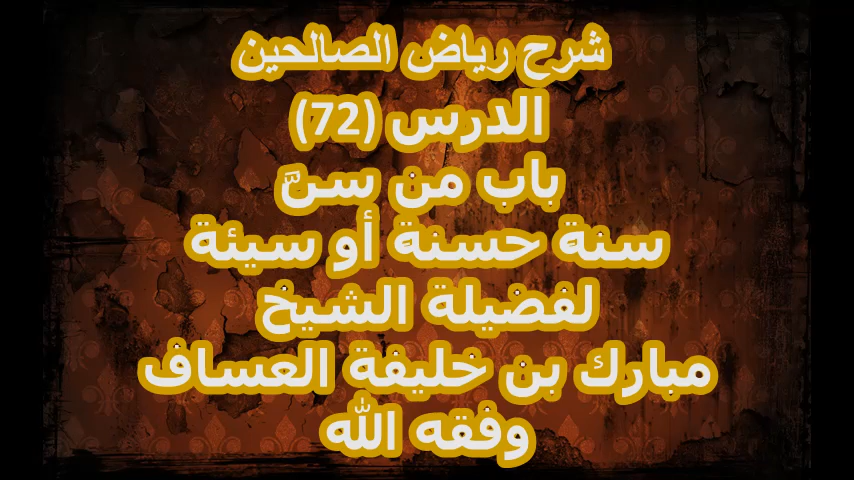 شرح رياض الصالحين
الدرس (72)
باب من سنَّ
سنة حسنة أو سيئة
لفضيلة الشيخ
مبارك بن خليفة العساف
وفقه الله